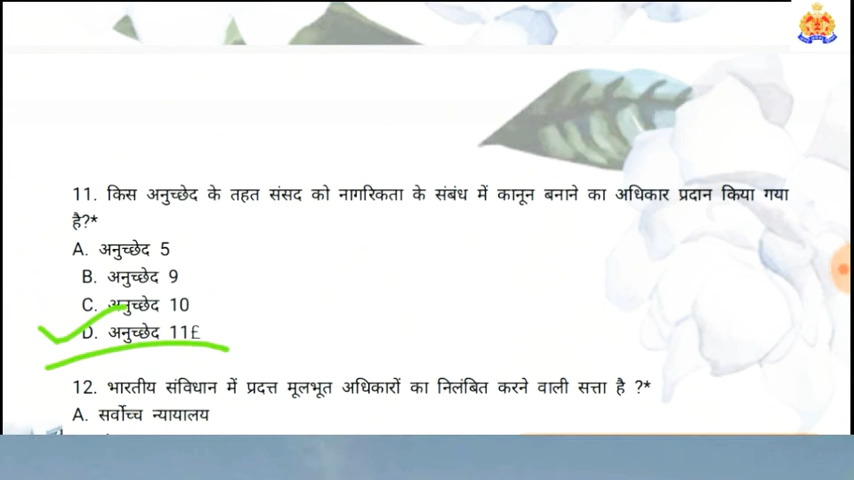 11. किस अनुच्छेद के तहत संसद को नागरिकता के संबंध में कानून बनाने का अधिकार प्रदान किया गया
है?*
A. अनुच्छेद 5
B. अनुच्छेद 9
C. अनुच्छेद 10
D. अनुच्छेद 11£
12. भारतीय संविधान में प्रदत्त मूलभूत अधिकारों का निलंबित करने वाली सत्ता है ?*
A. सर्वोच्च न्यायालय